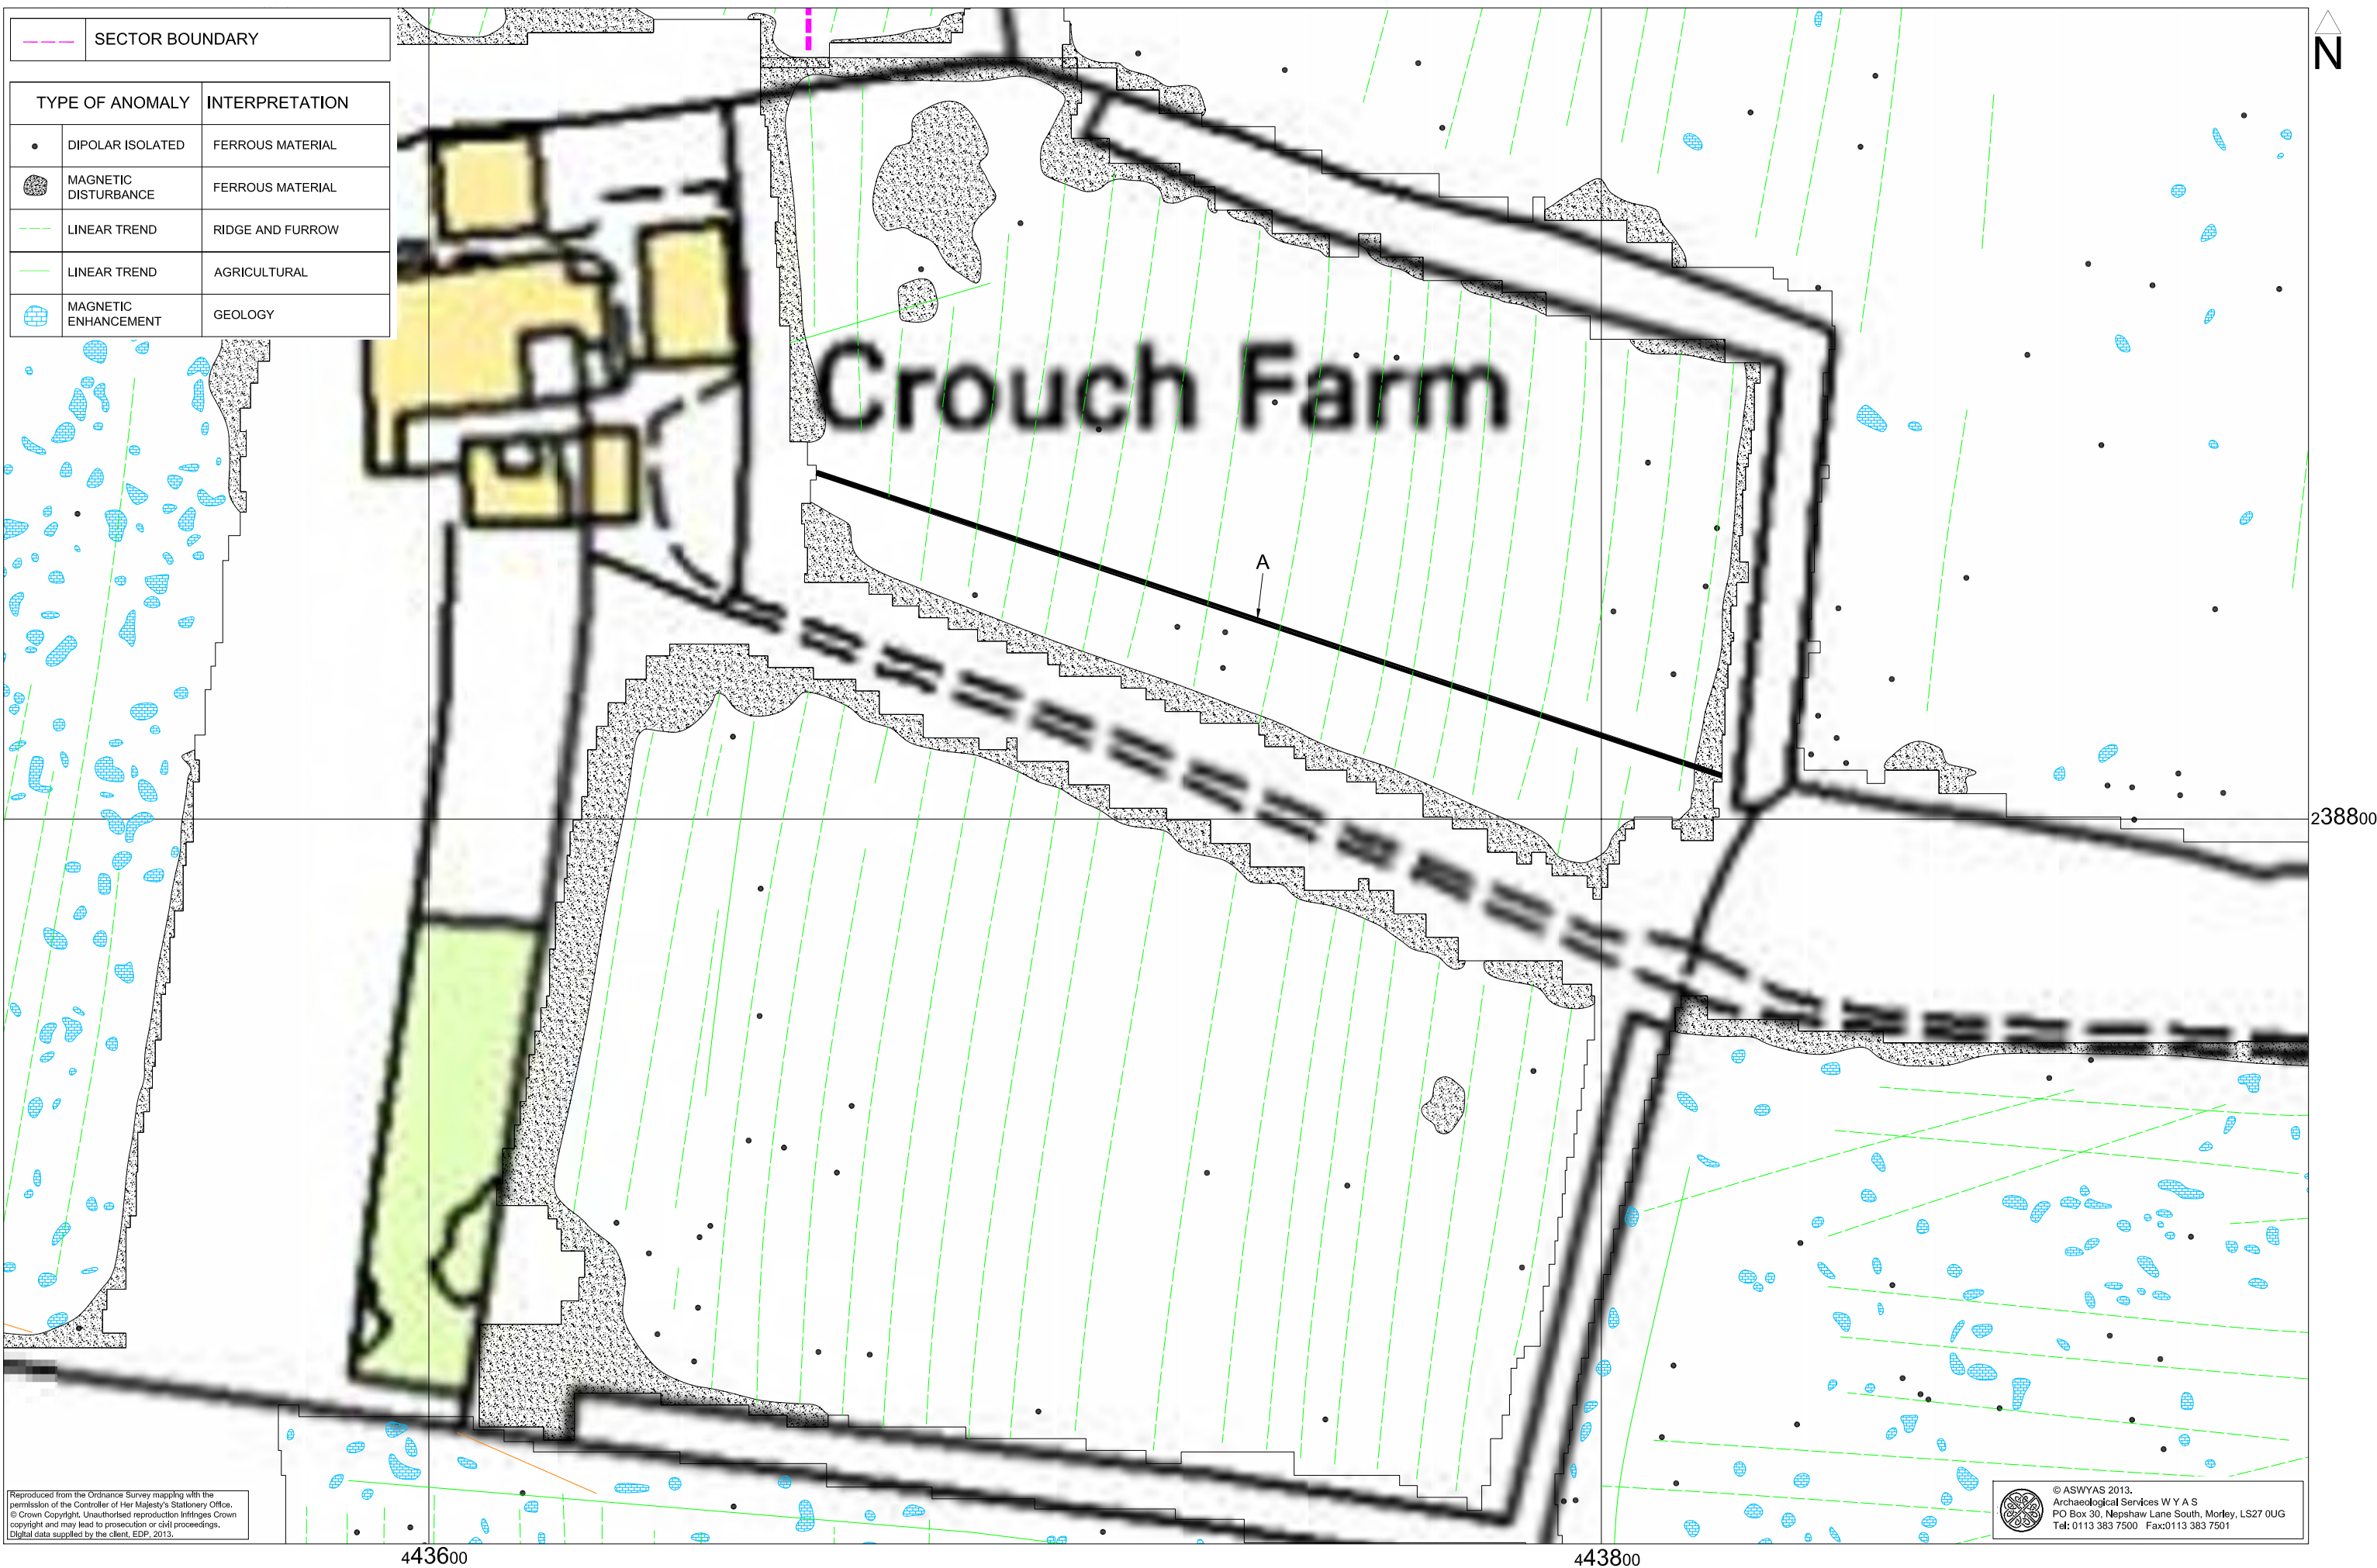 SECTOR BOUNDARY
N
TYPE OF ANOMALY INTERPRETATION
DIPOLAR ISOLATED FERROUS MATERIAL
MAGNETIC DISTURBANCE FERROUS MATERIAL
LINEAR TREND RIDGE AND FURROW
LINEAR TREND AGRICULTURAL
MAGNETIC ENHANCEMENT GEOLOGY
Crouch Farm
A
238800
Reproduced from the Ordnance Survey mapping with the
permission of the Controller of Her Majesty's Stationery Office.
© Crown Copyright. Unauthorised reproduction infringes Crown
copyright and may lead to prosecution or civil proceedings.
Digital data supplied by the client, EDP, 2013.
© ASWYAS 2013.
Archaeological Services W Y A S
PO Box 30, Nepshaw Lane South, Morley, LS27 0UG
Tel: 0113 383 7500 Fax:0113 383 7501
443600
443800